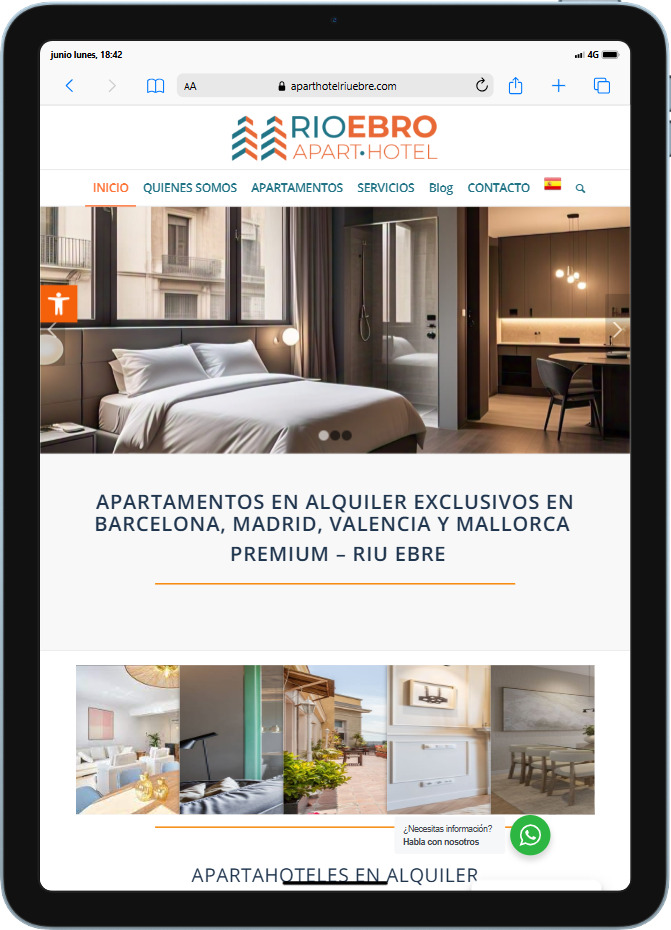 junio lunes, 18:42
4G
AA
aparthotelriuebre.com
RIOEBRO
APART·HOTEL
INICIO QUIENES SOMOS APARTAMENTOS SERVICIOS Blog CONTACTO
APARTAMENTOS EN ALQUILER EXCLUSIVOS EN
BARCELONA, MADRID, VALENCIA Y MALLORCA
PREMIUM – RIU EBRE
¿Necesitas información?
Habla con nosotros
APARTAHOTELES EN ALQUILER